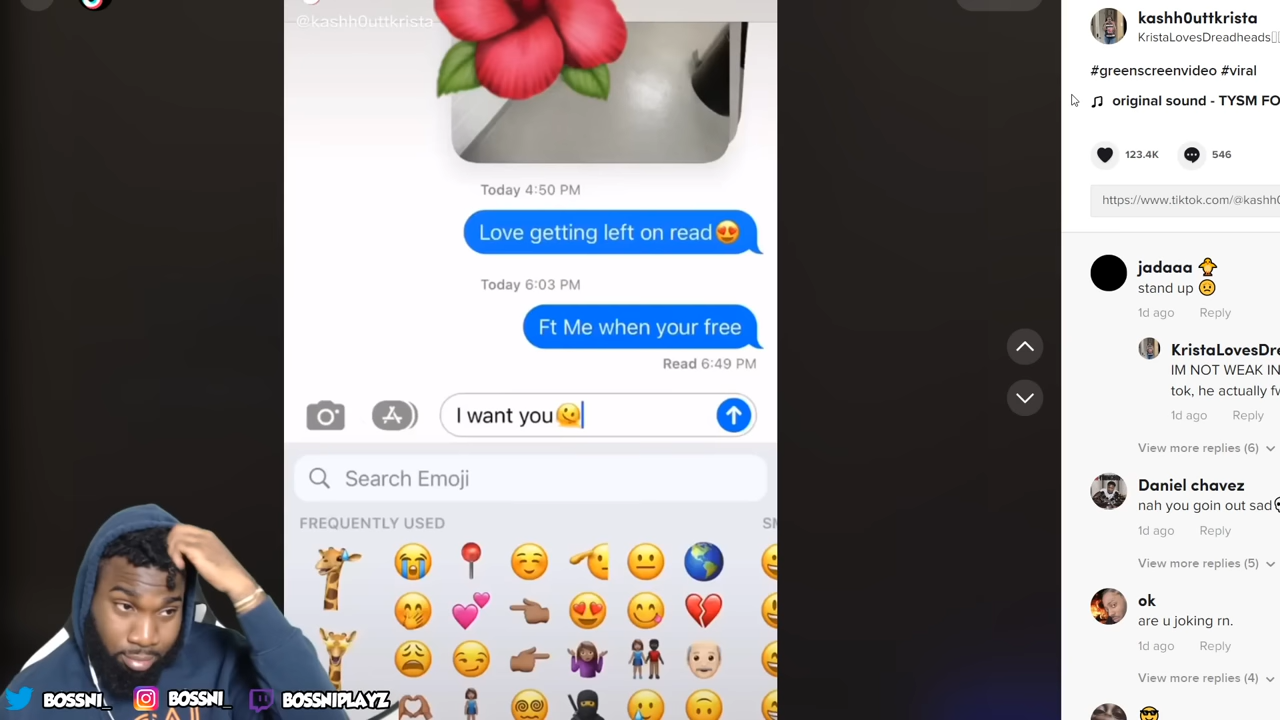 @kashh0uttkrista
Today 4:50 PM
Love getting left on read😍
Today 6:03 PM
Ft Me when your free
Read 6:49 PM
I want you🫠
Search Emoji
FREQUENTLY USED
SM
BOSSNI_
BOSSNI_
BOSSNIPLAYZ
kashh0uttkrista
KristaLovesDreadheads
#greenscreenvideo #viral
original sound - TYSM FO
123.4K
546
https://www.tiktok.com/@kashh0
jadaaa 🐥
stand up 😟
1d ago Reply
KristaLovesDre
IM NOT WEAK IN
tok, he actually fw
1d ago Reply
View more replies (6)
Daniel chavez
nah you goin out sad
1d ago Reply
View more replies (5)
ok
are u joking rn.
1d ago Reply
View more replies (4)